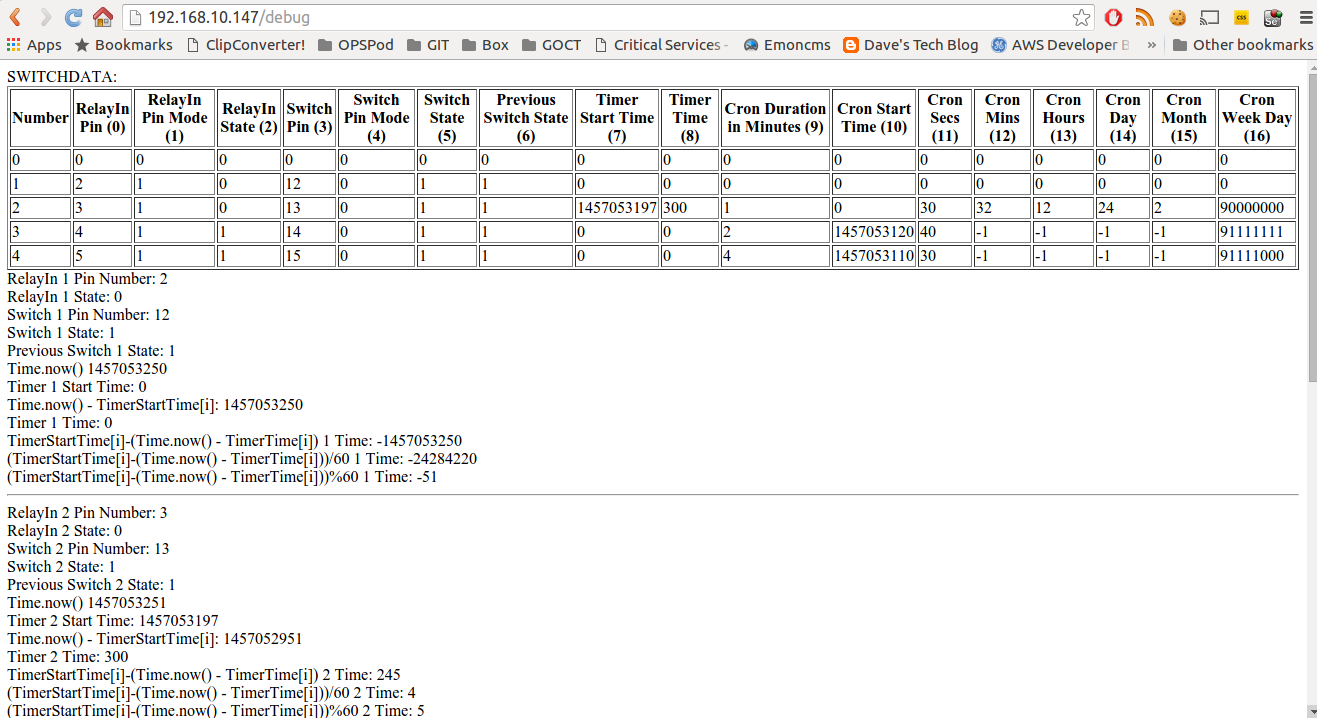 192.168.10.147/debug
Apps Bookmarks ClipConverter! OPSPod GIT Box GOCT Critical Services - Emoncms Dave's Tech Blog AWS Developer B » Other bookmarks
SWITCHDATA:
Number RelayIn Pin (0) RelayIn Pin Mode (1) RelayIn State (2) Switch Pin (3) Switch Pin Mode (4) Switch State (5) Previous Switch State (6) Timer Start Time (7) Timer Time (8) Cron Duration in Minutes (9) Cron Start Time (10) Cron Secs (11) Cron Mins (12) Cron Hours (13) Cron Day (14) Cron Month (15) Cron Week Day (16)
0 0 0 0 0 0 0 0 0 0 0 0 0 0 0 0 0 0
1 2 1 0 12 0 1 1 0 0 0 0 0 0 0 0 0 0
2 3 1 0 13 0 1 1 1457053197 300 1 0 30 32 12 24 2 90000000
3 4 1 1 14 0 1 1 0 0 2 1457053120 40 -1 -1 -1 -1 91111111
4 5 1 1 15 0 1 1 0 0 4 1457053110 30 -1 -1 -1 -1 91111000
RelayIn 1 Pin Number: 2
RelayIn 1 State: 0
Switch 1 Pin Number: 12
Switch 1 State: 1
Previous Switch 1 State: 1
Time.now() 1457053250
Timer 1 Start Time: 0
Time.now() - TimerStartTime[i]: 1457053250
Timer 1 Time: 0
TimerStartTime[i]-(Time.now() - TimerTime[i]) 1 Time: -1457053250
(TimerStartTime[i]-(Time.now() - TimerTime[i]))/60 1 Time: -24284220
(TimerStartTime[i]-(Time.now() - TimerTime[i]))%60 1 Time: -51
RelayIn 2 Pin Number: 3
RelayIn 2 State: 0
Switch 2 Pin Number: 13
Switch 2 State: 1
Previous Switch 2 State: 1
Time.now() 1457053251
Timer 2 Start Time: 1457053197
Time.now() - TimerStartTime[i]: 1457052951
Timer 2 Time: 300
TimerStartTime[i]-(Time.now() - TimerTime[i]) 2 Time: 245
(TimerStartTime[i]-(Time.now() - TimerTime[i]))/60 2 Time: 4
(TimerStartTime[i]-(Time.now() - TimerTime[i]))%60 2 Time: 5